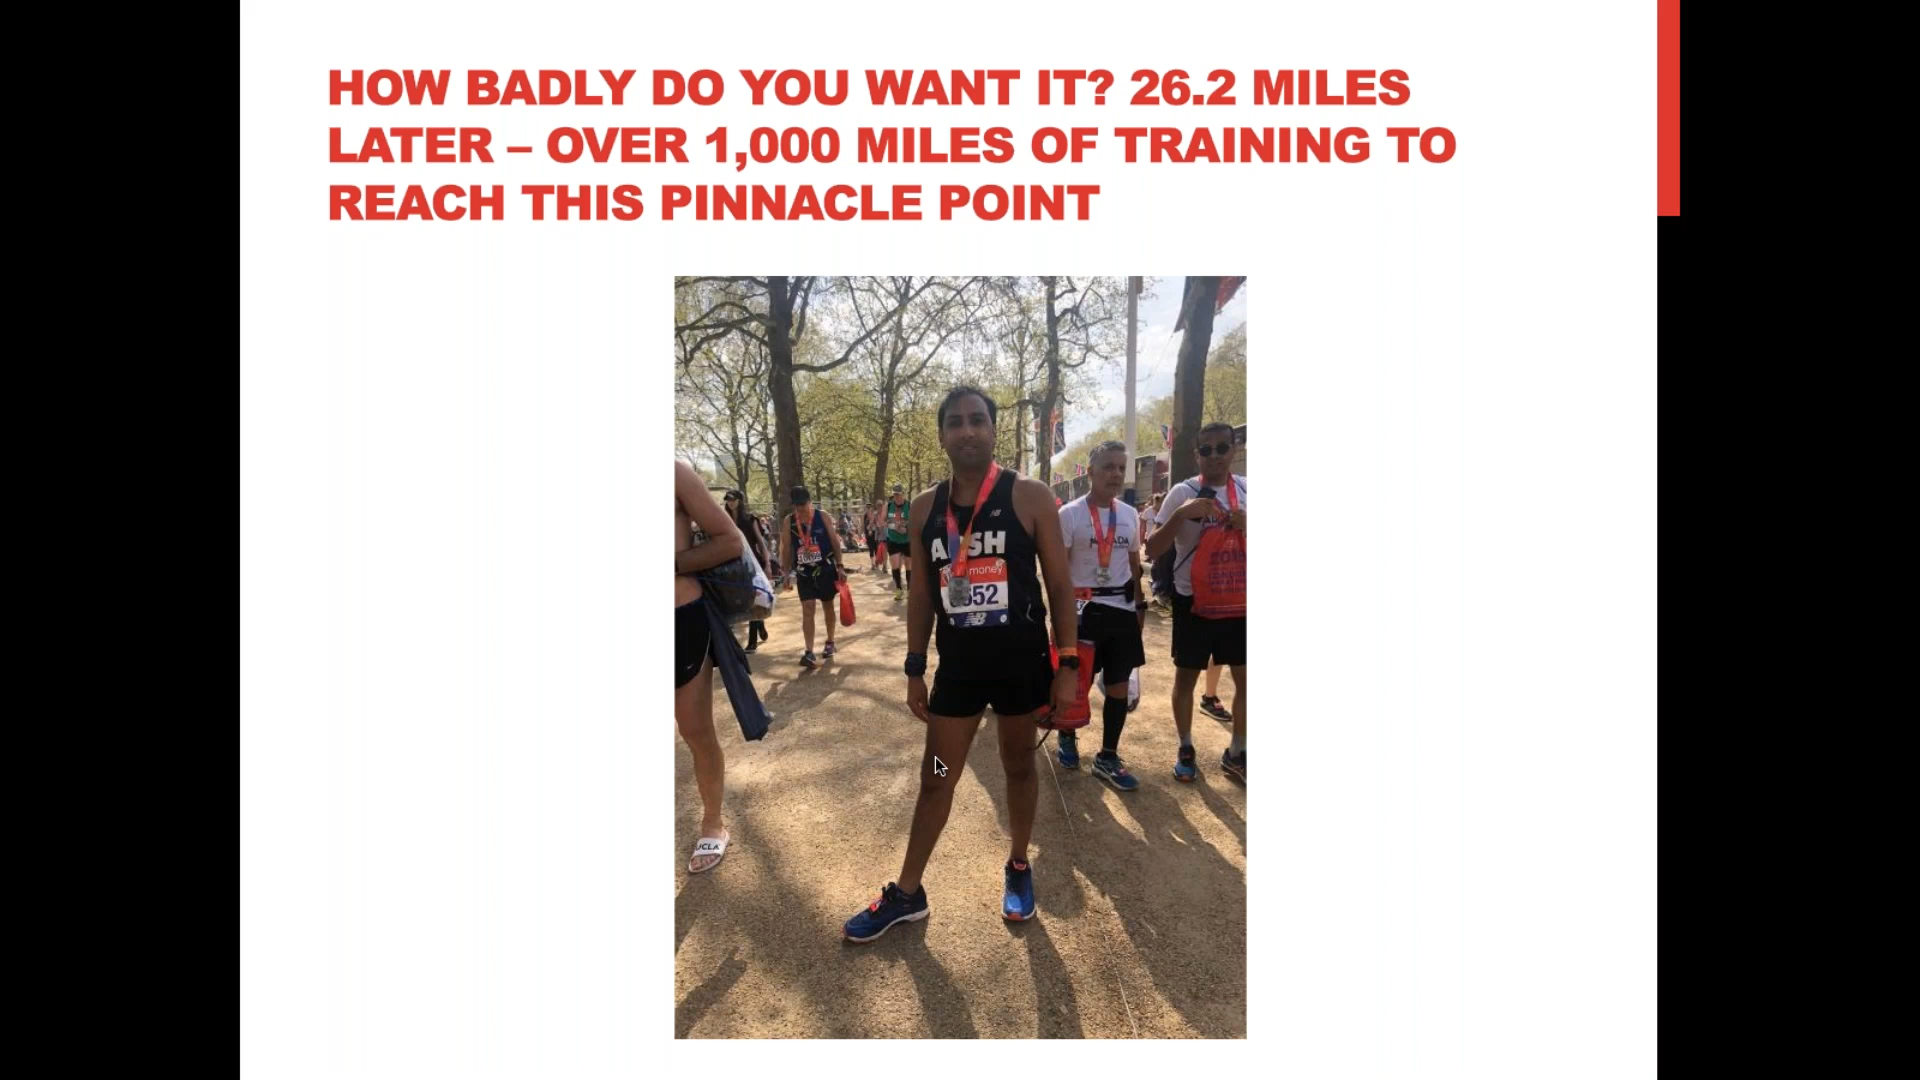 HOW BADLY DO YOU WANT IT? 26.2 MILES
LATER – OVER 1,000 MILES OF TRAINING TO
REACH THIS PINNACLE POINT
money
NB
UCLA